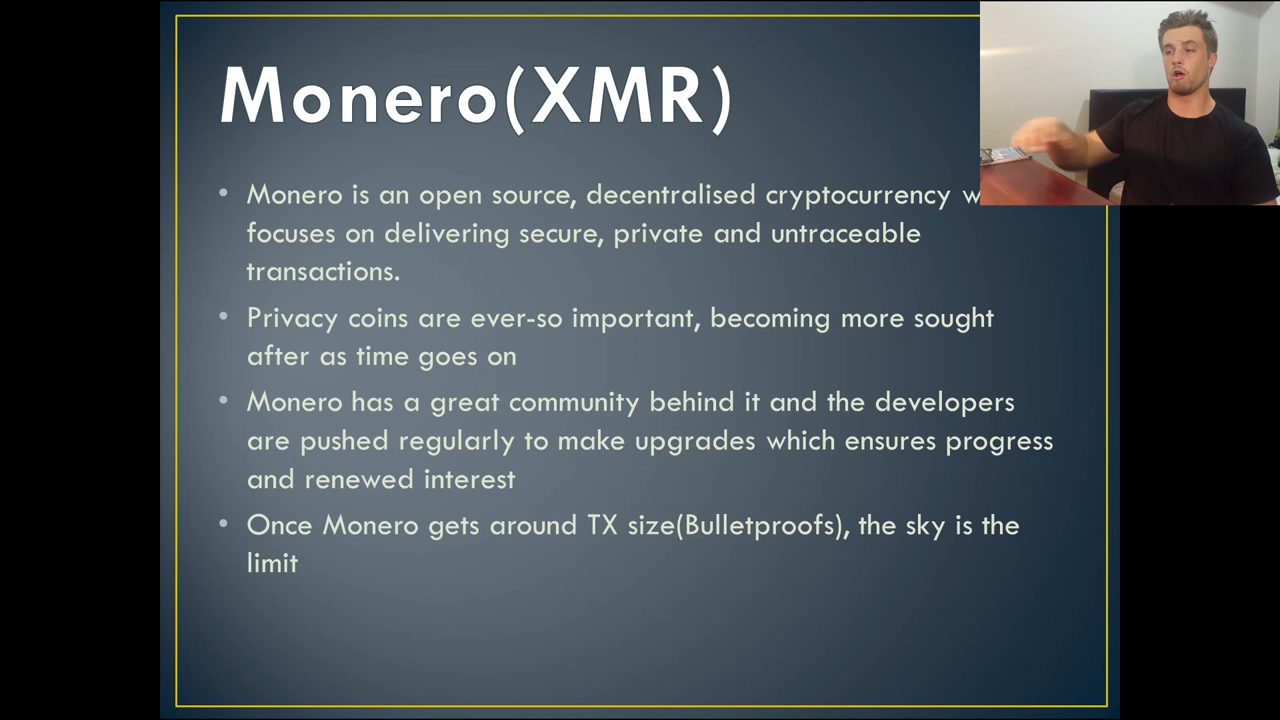 Monero(XMR)
• Monero is an open source, decentralised cryptocurrency
focuses on delivering secure, private and untraceable
transactions.
• Privacy coins are ever-so important, becoming more sought
after as time goes on
• Monero has a great community behind it and the developers
are pushed regularly to make upgrades which ensures progress
and renewed interest
• Once Monero gets around TX size(Bulletproofs), the sky is the
limit